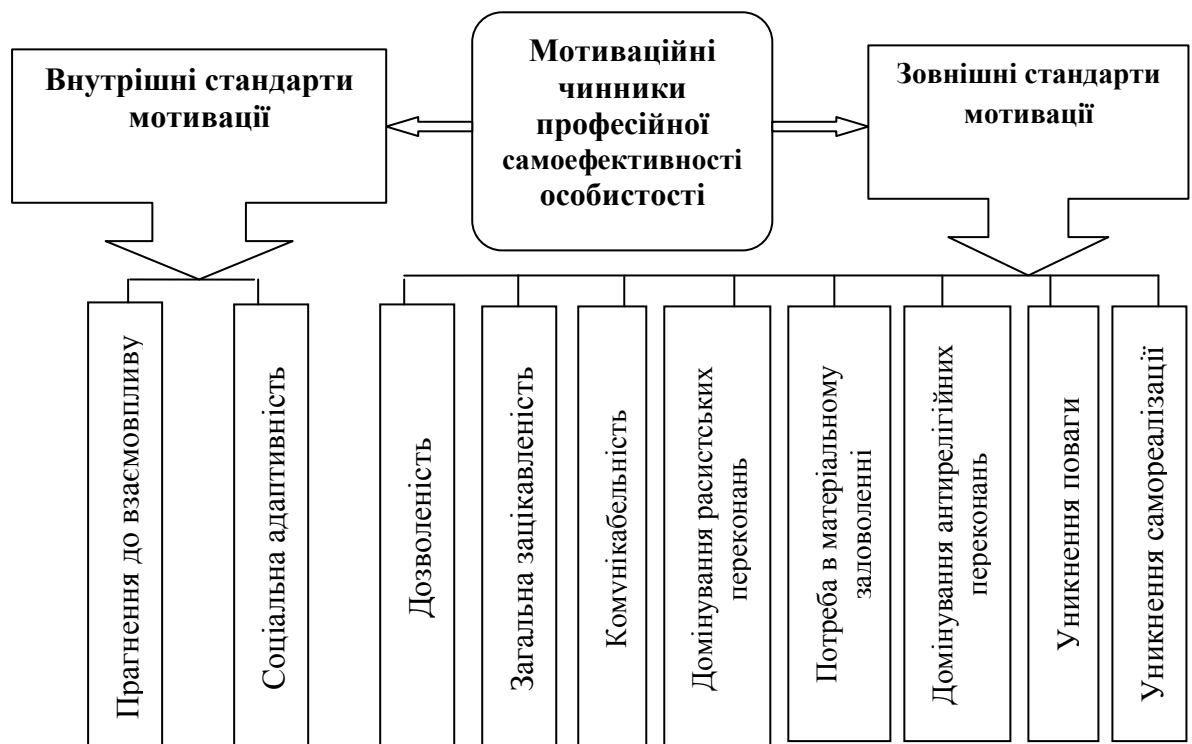 Внутрішні стандарти
мотивації
Мотиваційні
чинники
професійної
самоефективності
особистості
Зовнішні стандарти
мотивації
Прагнення до взаємовпливу
Соціальна адаптивність
Дозволеність
Загальна зацікавленість
Комунікабельність
Домінування расистських
переконань
Потреба в матеріальному
задоволенні
Домінування антирелігійних
переконань
Уникнення поваги
Уникнення самореалізації